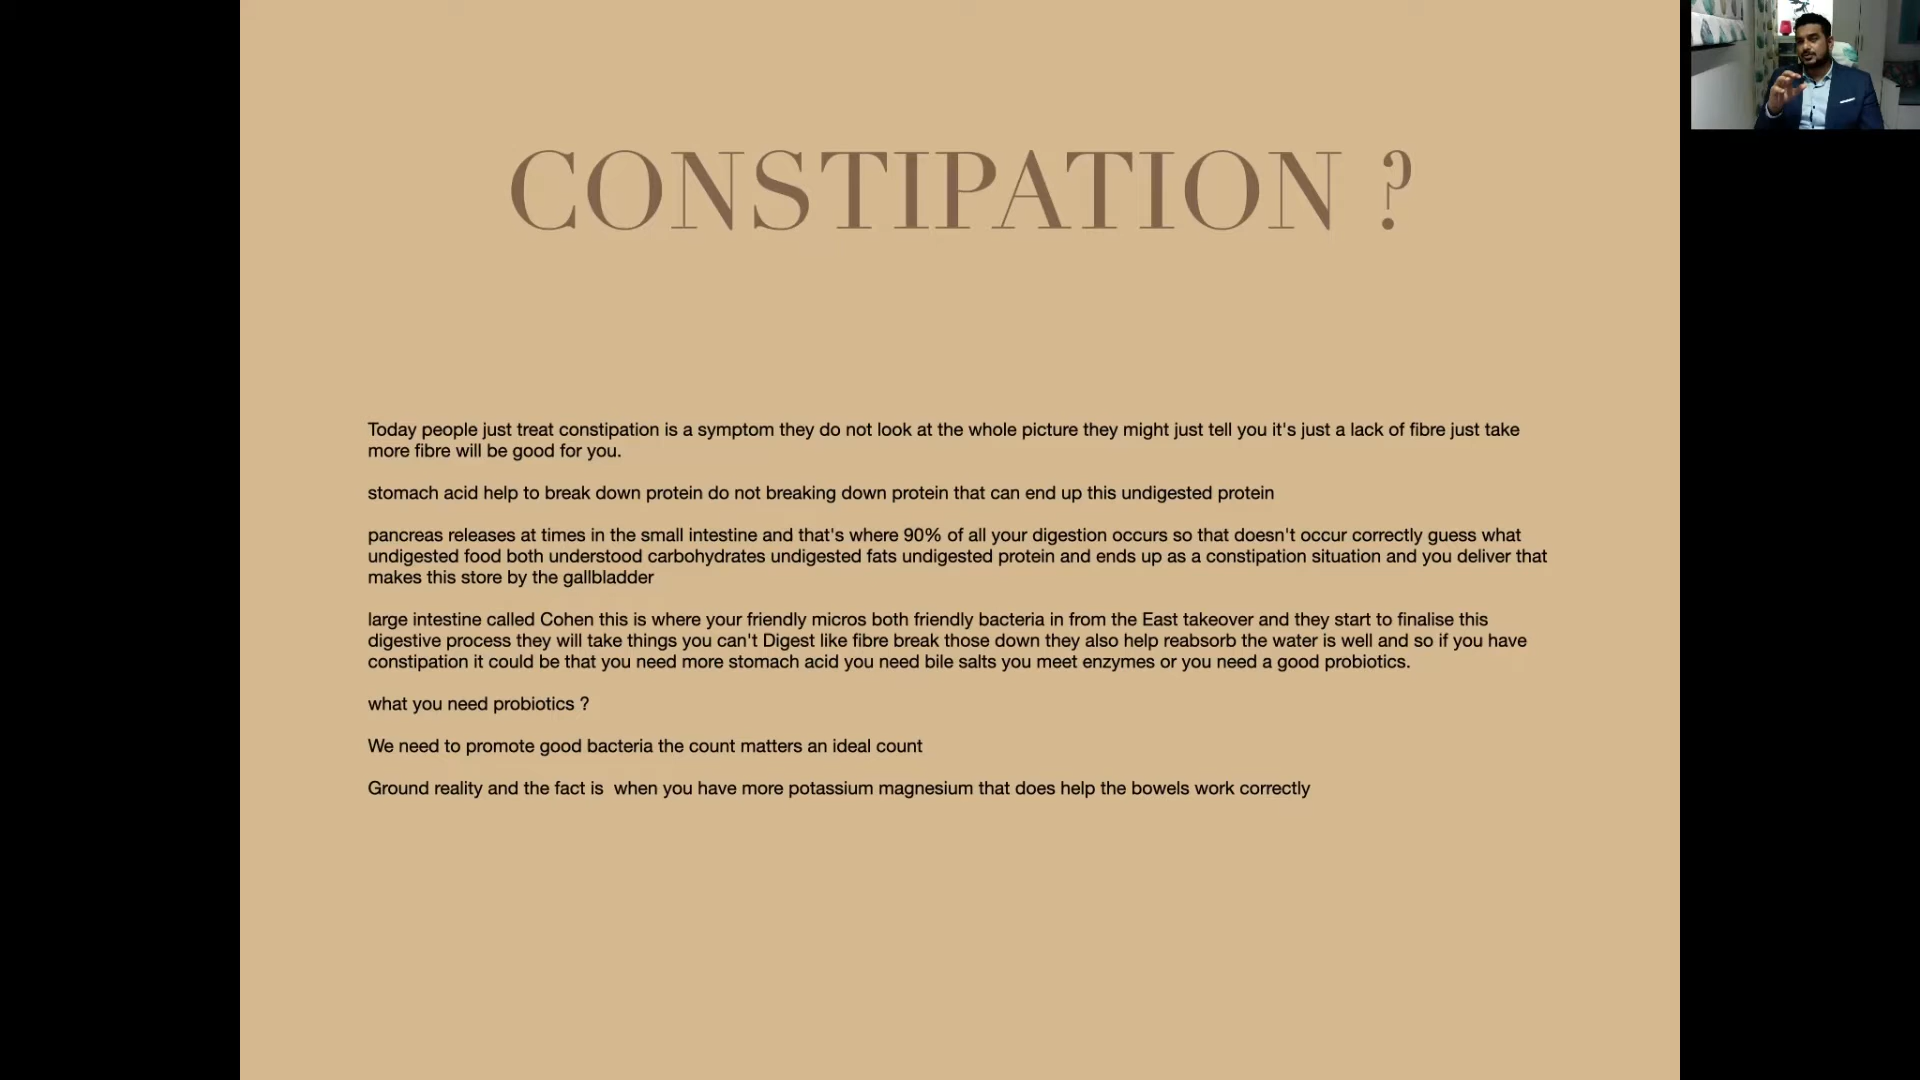 CONSTIPATION ?
Today people just treat constipation is a symptom they do not look at the whole picture they might just tell you it's just a lack of fibre just take
more fibre will be good for you.
stomach acid help to break down protein do not breaking down protein that can end up this undigested protein
pancreas releases at times in the small intestine and that's where 90% of all your digestion occurs so that doesn't occur correctly guess what
undigested food both understood carbohydrates undigested fats undigested protein and ends up as a constipation situation and you deliver that
makes this store by the gallbladder
large intestine called Cohen this is where your friendly micros both friendly bacteria in from the East takeover and they start to finalise this
digestive process they will take things you can't Digest like fibre break those down they also help reabsorb the water is well and so if you have
constipation it could be that you need more stomach acid you need bile salts you meet enzymes or you need a good probiotics.
what you need probiotics ?
We need to promote good bacteria the count matters an ideal count
Ground reality and the fact is  when you have more potassium magnesium that does help the bowels work correctly